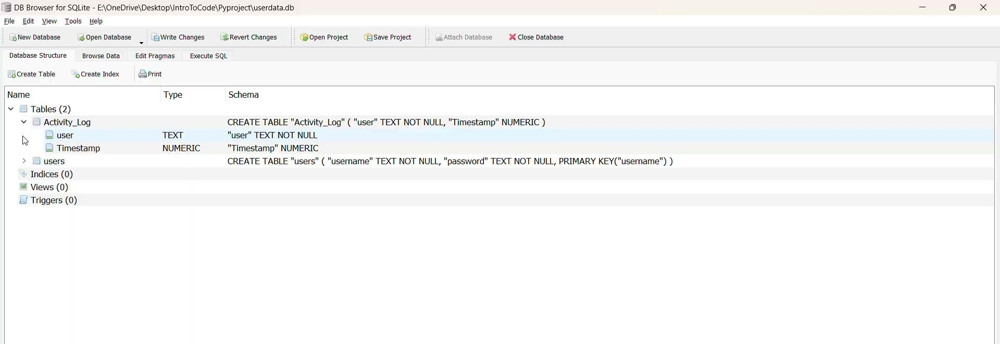 DB Browser for SQLite - E:\OneDrive\Desktop\IntroToCode\Pyproject\userdata.db
File Edit View Tools Help
New Database Open Database Write Changes Revert Changes Open Project Save Project Attach Database Close Database
Database Structure Browse Data Edit Pragmas Execute SQL
Create Table Create Index Print
Name Type Schema
Tables (2)
Activity_Log CREATE TABLE "Activity_Log" ( "user" TEXT NOT NULL, "Timestamp" NUMERIC )
user TEXT "user" TEXT NOT NULL
Timestamp NUMERIC "Timestamp" NUMERIC
users CREATE TABLE "users" ( "username" TEXT NOT NULL, "password" TEXT NOT NULL, PRIMARY KEY("username") )
Indices (0)
Views (0)
Triggers (0)